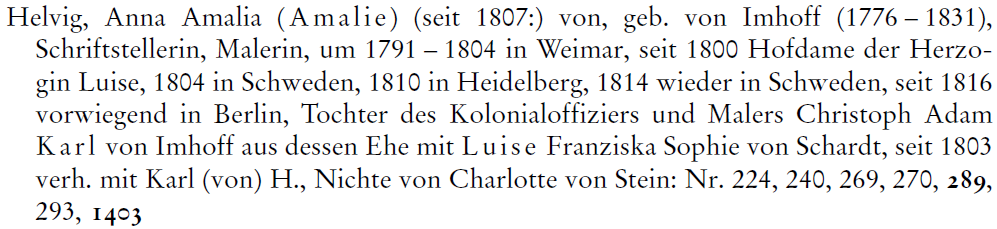 Helvig, Anna Amalia (Amalie) (seit 1807:) von, geb. von Imhoff (1776 – 1831),
Schriftstellerin, Malerin, um 1791 – 1804 in Weimar, seit 1800 Hofdame der Herzo-
gin Luise, 1804 in Schweden, 1810 in Heidelberg, 1814 wieder in Schweden, seit 1816
vorwiegend in Berlin, Tochter des Kolonialoffiziers und Malers Christoph Adam
Karl von Imhoff aus dessen Ehe mit Luise Franziska Sophie von Schardt, seit 1803
verh. mit Karl (von) H., Nichte von Charlotte von Stein: Nr. 224, 240, 269, 270, 289,
293, 1403